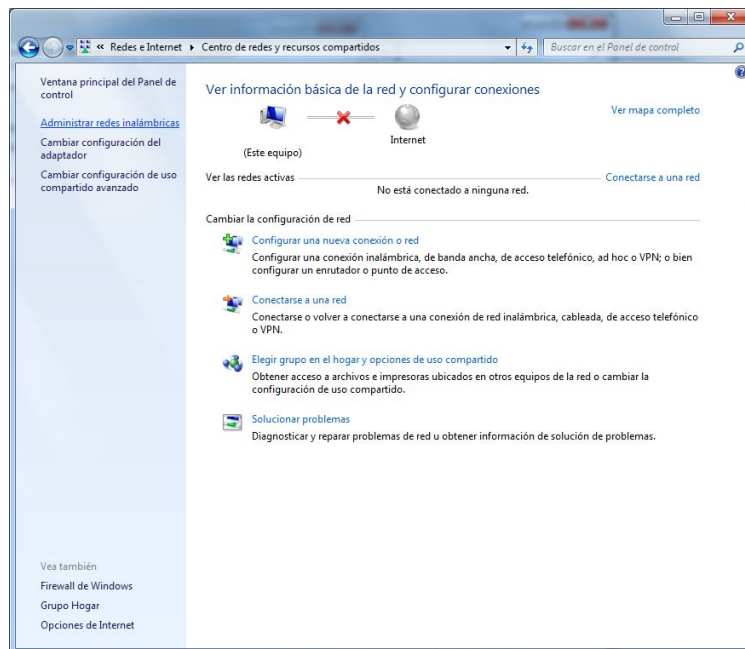 « Redes e Internet ▸ Centro de redes y recursos compartidos
Buscar en el Panel de control
Ventana principal del Panel de
control
Administrar redes inalámbricas
Cambiar configuración del
adaptador
Cambiar configuración de uso
compartido avanzado
Ver información básica de la red y configurar conexiones
Ver mapa completo
(Este equipo)
Internet
Ver las redes activas
Conectarse a una red
No está conectado a ninguna red.
Cambiar la configuración de red
Configurar una nueva conexión o red
Configurar una conexión inalámbrica, de banda ancha, de acceso telefónico, ad hoc o VPN; o bien
configurar un enrutador o punto de acceso.
Conectarse a una red
Conectarse o volver a conectarse a una conexión de red inalámbrica, cableada, de acceso telefónico
o VPN.
Elegir grupo en el hogar y opciones de uso compartido
Obtener acceso a archivos e impresoras ubicados en otros equipos de la red o cambiar la
configuración de uso compartido.
Solucionar problemas
Diagnosticar y reparar problemas de red u obtener información de solución de problemas.
Vea también
Firewall de Windows
Grupo Hogar
Opciones de Internet